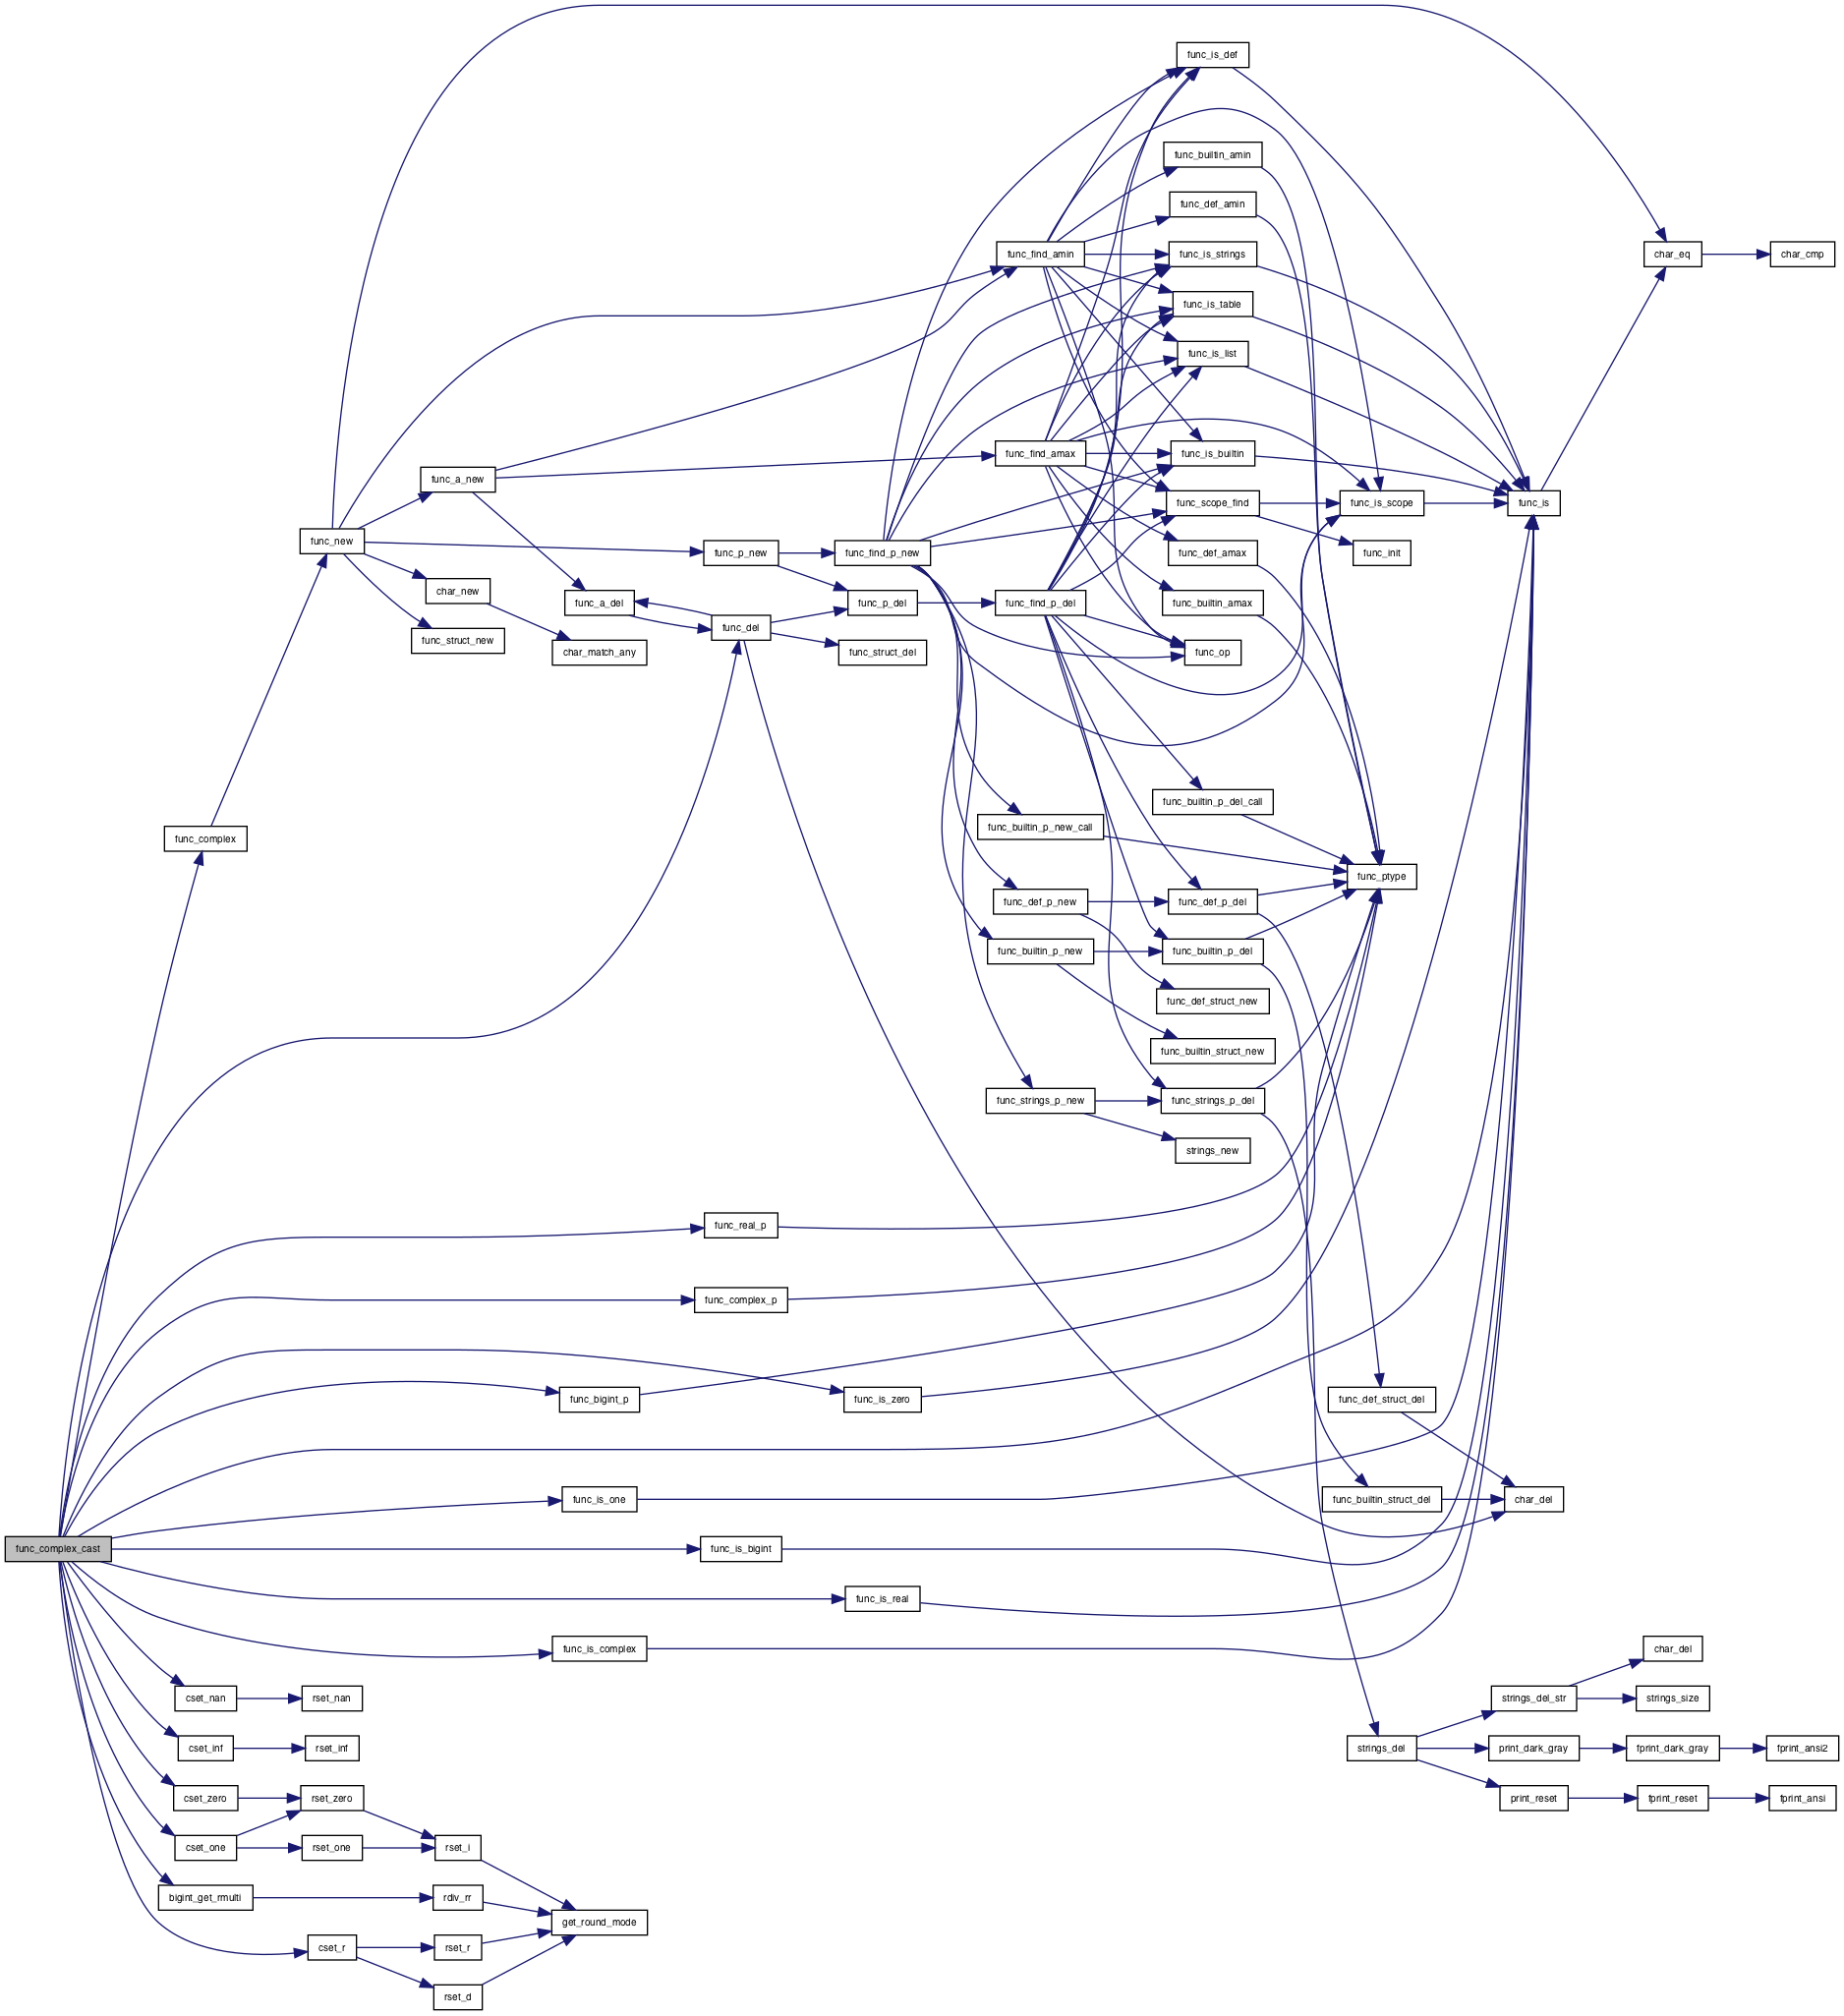 func_is_def
func_builtin_amin
func_def_amin
func_find_amin
func_is_strings
char_eq
char_cmp
func_is_table
func_is_list
func_find_amax
func_is_builtin
func_a_new
func_scope_find
func_is_scope
func_is
func_new
func_p_new
func_find_p_new
func_def_amax
func_init
char_new
func_a_del
func_p_del
func_find_p_del
func_builtin_amax
func_del
func_struct_new
char_match_any
func_struct_del
func_op
func_builtin_p_del_call
func_complex
func_builtin_p_new_call
func_ptype
func_def_p_new
func_def_p_del
func_builtin_p_new
func_builtin_p_del
func_def_struct_new
func_builtin_struct_new
func_strings_p_new
func_strings_p_del
strings_new
func_real_p
func_complex_p
func_bigint_p
func_is_zero
func_def_struct_del
func_is_one
func_builtin_struct_del
char_del
func_complex_cast
func_is_bigint
func_is_real
func_is_complex
char_del
cset_nan
rset_nan
strings_del_str
strings_size
cset_inf
rset_inf
strings_del
print_dark_gray
fprint_dark_gray
fprint_ansi2
cset_zero
rset_zero
print_reset
fprint_reset
fprint_ansi
cset_one
rset_one
rset_i
bigint_get_rmulti
rdiv_rr
get_round_mode
cset_r
rset_r
rset_d